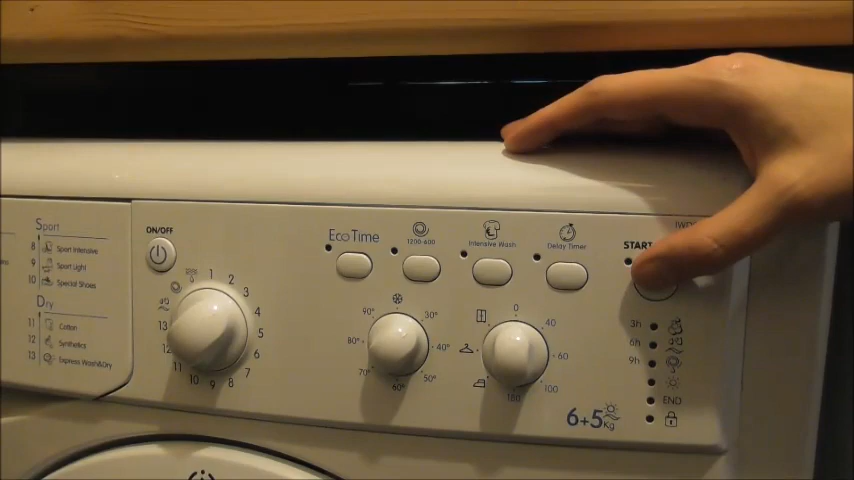 Sport
8 Sport Intensive
9 Sport Light
10 Special Shoes
Dry
11 Cotton
12 Synthetics
13 Express Wash&Dry
ON/OFF
1
2
3
4
5
6
7
8
9
10
11
12
13
EcoTime
1200-600
Intensive Wash
Delay Timer
START
IWD
90°
30°
80°
40°
70°
50°
60°
0
40
60
100
180
3h
6h
9h
END
6+5 Kg